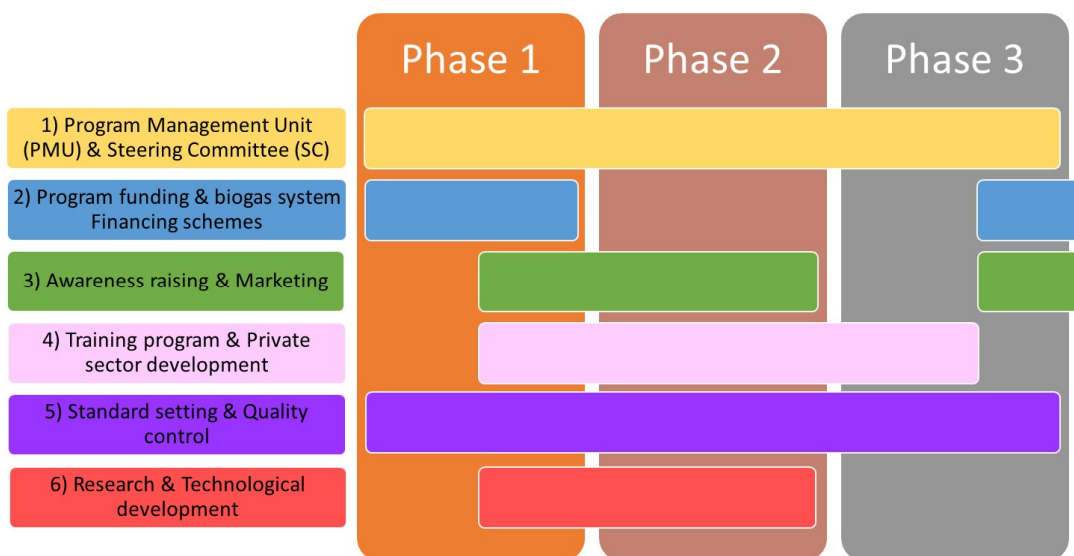 Phase 1
Phase 2
Phase 3
1) Program Management Unit
(PMU) & Steering Committee (SC)
2) Program funding & biogas system
Financing schemes
3) Awareness raising & Marketing
4) Training program & Private
sector development
5) Standard setting & Quality
control
6) Research & Technological
development